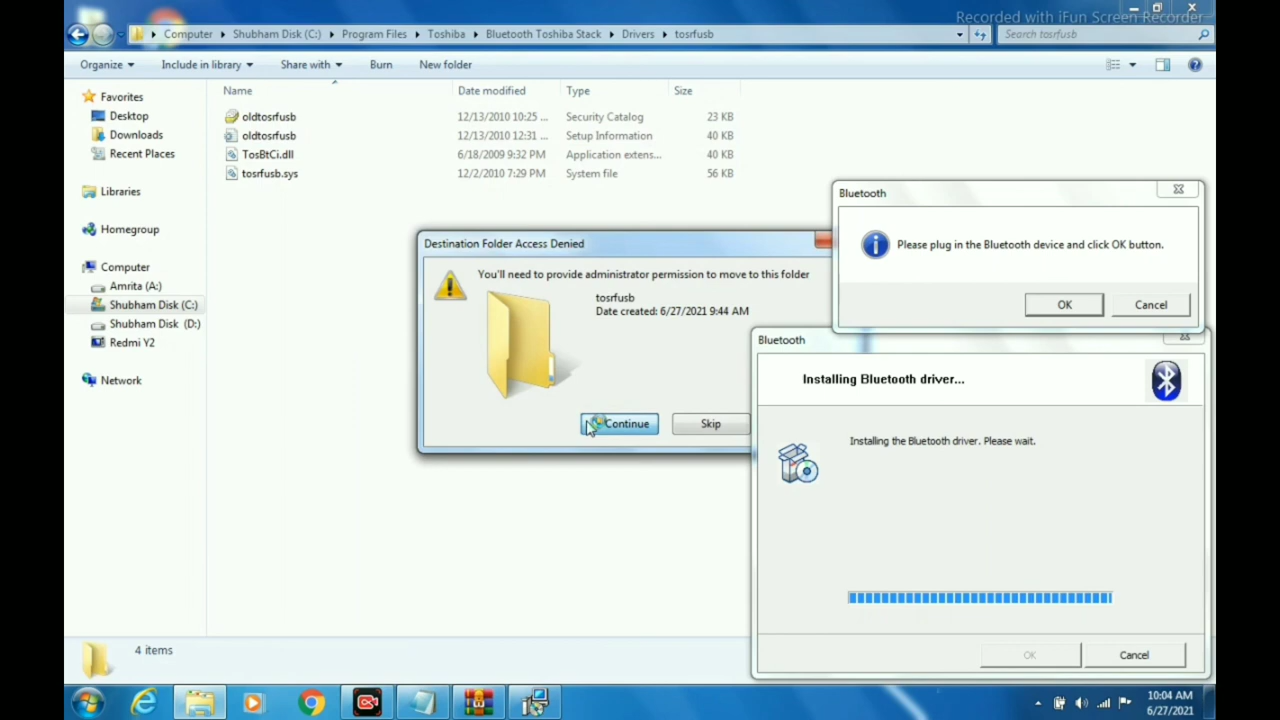 Recorded with iFun Screen Recorder
Computer Shubham Disk (C:) Program Files Toshiba Bluetooth Toshiba Stack Drivers tosrfusb
Search tosrfusb
Organize Include in library Share with Burn New folder
Favorites
Desktop
Downloads
Recent Places
Libraries
Homegroup
Computer
Amrita (A:)
Shubham Disk (C:)
Shubham Disk (D:)
Redmi Y2
Network
Name Date modified Type Size
oldtosrfusb 12/13/2010 10:25 ... Security Catalog 23 KB
oldtosrfusb 12/13/2010 12:31 ... Setup Information 40 KB
TosBtCi.dll 6/18/2009 9:32 PM Application extens... 40 KB
tosrfusb.sys 12/2/2010 7:29 PM System file 56 KB
Destination Folder Access Denied
You'll need to provide administrator permission to move to this folder
tosrfusb
Date created: 6/27/2021 9:44 AM
Continue Skip
Bluetooth
Please plug in the Bluetooth device and click OK button.
OK Cancel
Bluetooth
Installing Bluetooth driver...
Installing the Bluetooth driver. Please wait.
OK Cancel
4 items
10:04 AM
6/27/2021